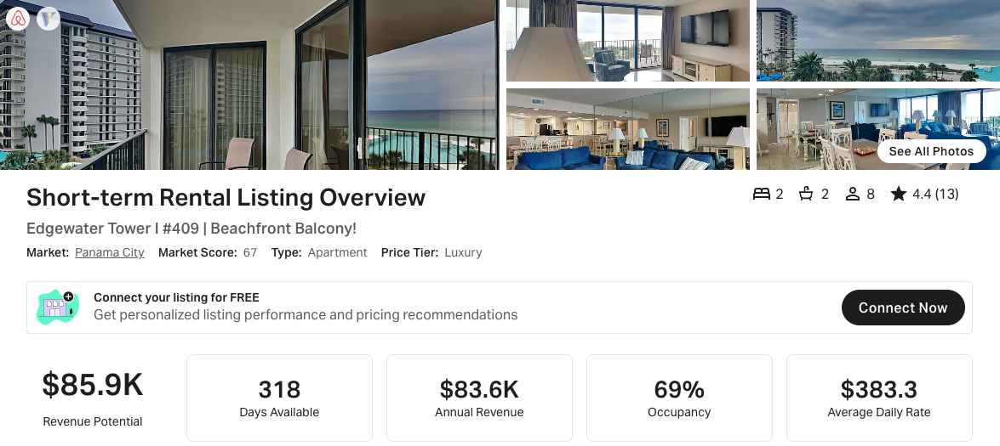 See All Photos
Short-term Rental Listing Overview
2 2 8 4.4 (13)
Edgewater Tower I #409 | Beachfront Balcony!
Market: Panama City Market Score: 67 Type: Apartment Price Tier: Luxury
Connect your listing for FREE
Get personalized listing performance and pricing recommendations
Connect Now
$85.9K
Revenue Potential
318
Days Available
$83.6K
Annual Revenue
69%
Occupancy
$383.3
Average Daily Rate